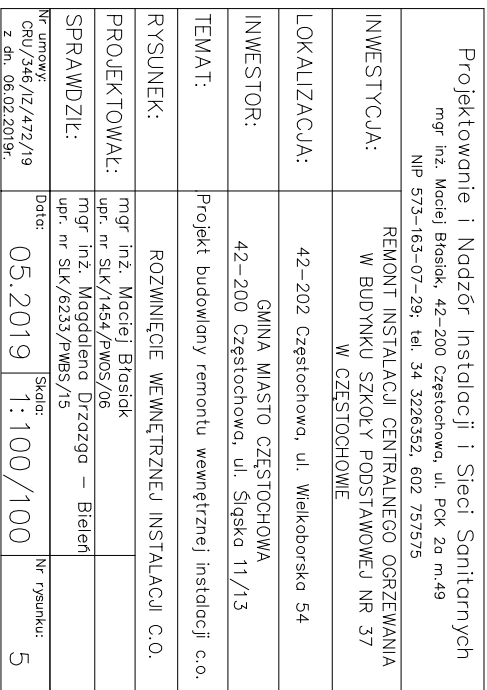 Projektowanie i Nadzór Instalacji i Sieci Sanitarnych
mgr inż. Maciej Błasiak, 42-200 Częstochowa, ul. PCK 2a m.49
NIP 573-163-07-29; tel. 34 3226352, 602 757575
INWESTYCJA:
REMONT INSTALACJI CENTRALNEGO OGRZEWANIA
W BUDYNKU SZKOŁY PODSTAWOWEJ NR 37
W CZĘSTOCHOWIE
LOKALIZACJA:
42-202 Częstochowa, ul. Wielkoborska 54
INWESTOR:
GMINA MIASTO CZĘSTOCHOWA
42-200 Częstochowa, ul. Śląska 11/13
TEMAT:
Projekt budowlany remontu wewnętrznej instalacji c.o.
RYSUNEK:
ROZWINIĘCIE WEWNĘTRZNEJ INSTALACJI C.O.
PROJEKTOWAŁ:
mgr inż. Maciej Błasiak
upr. nr SLK/1454/PWOS/06
SPRAWDZIŁ:
mgr inż. Magdalena Drzazga - Bieleń
upr. nr SLK/6233/PWBS/15
Nr umowy:
CRU/346/IZ/472/19
z dn. 06.02.2019r.
Data:
05.2019
Skala:
1:100/100
Nr rysunku:
5